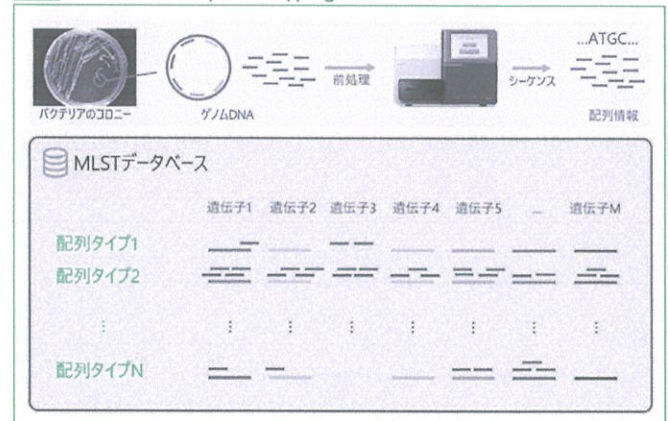 ...ATGC...
前処理
シーケンス
バクテリアのコロニー
ゲノムDNA
配列情報
MLSTデータベース
遺伝子1 遺伝子2 遺伝子3 遺伝子4 遺伝子5 ... 遺伝子M
配列タイプ1
配列タイプ2
⋮ ⋮ ⋮ ⋮ ⋮ ⋮ ⋮ ⋮
配列タイプN